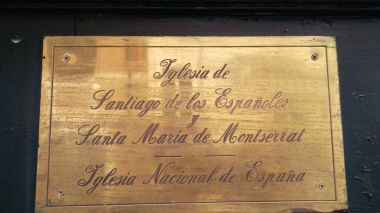 Iglesia de
Santiago de los Españoles
y
Santa María de Montserrat
Iglesia Nacional de España